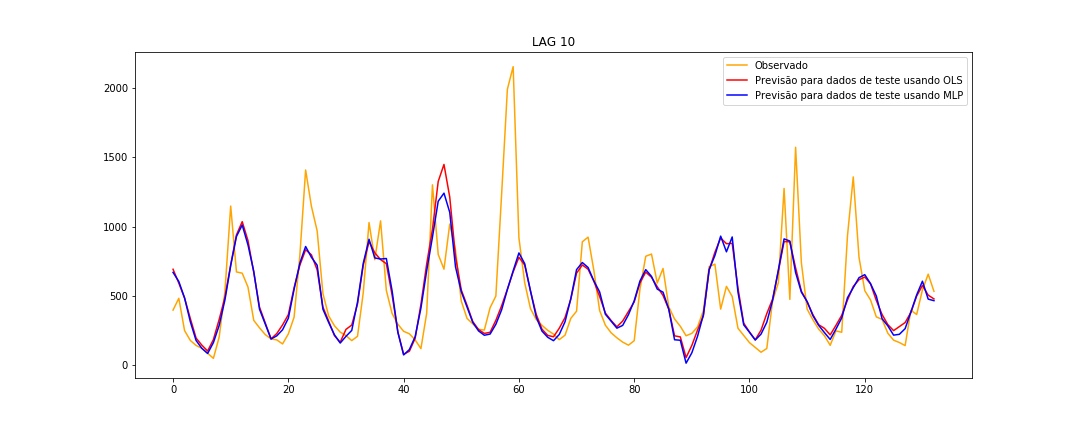 LAG 10
Observado
Previsão para dados de teste usando OLS
Previsão para dados de teste usando MLP
2000
1500
1000
500
0
0 20 40 60 80 100 120